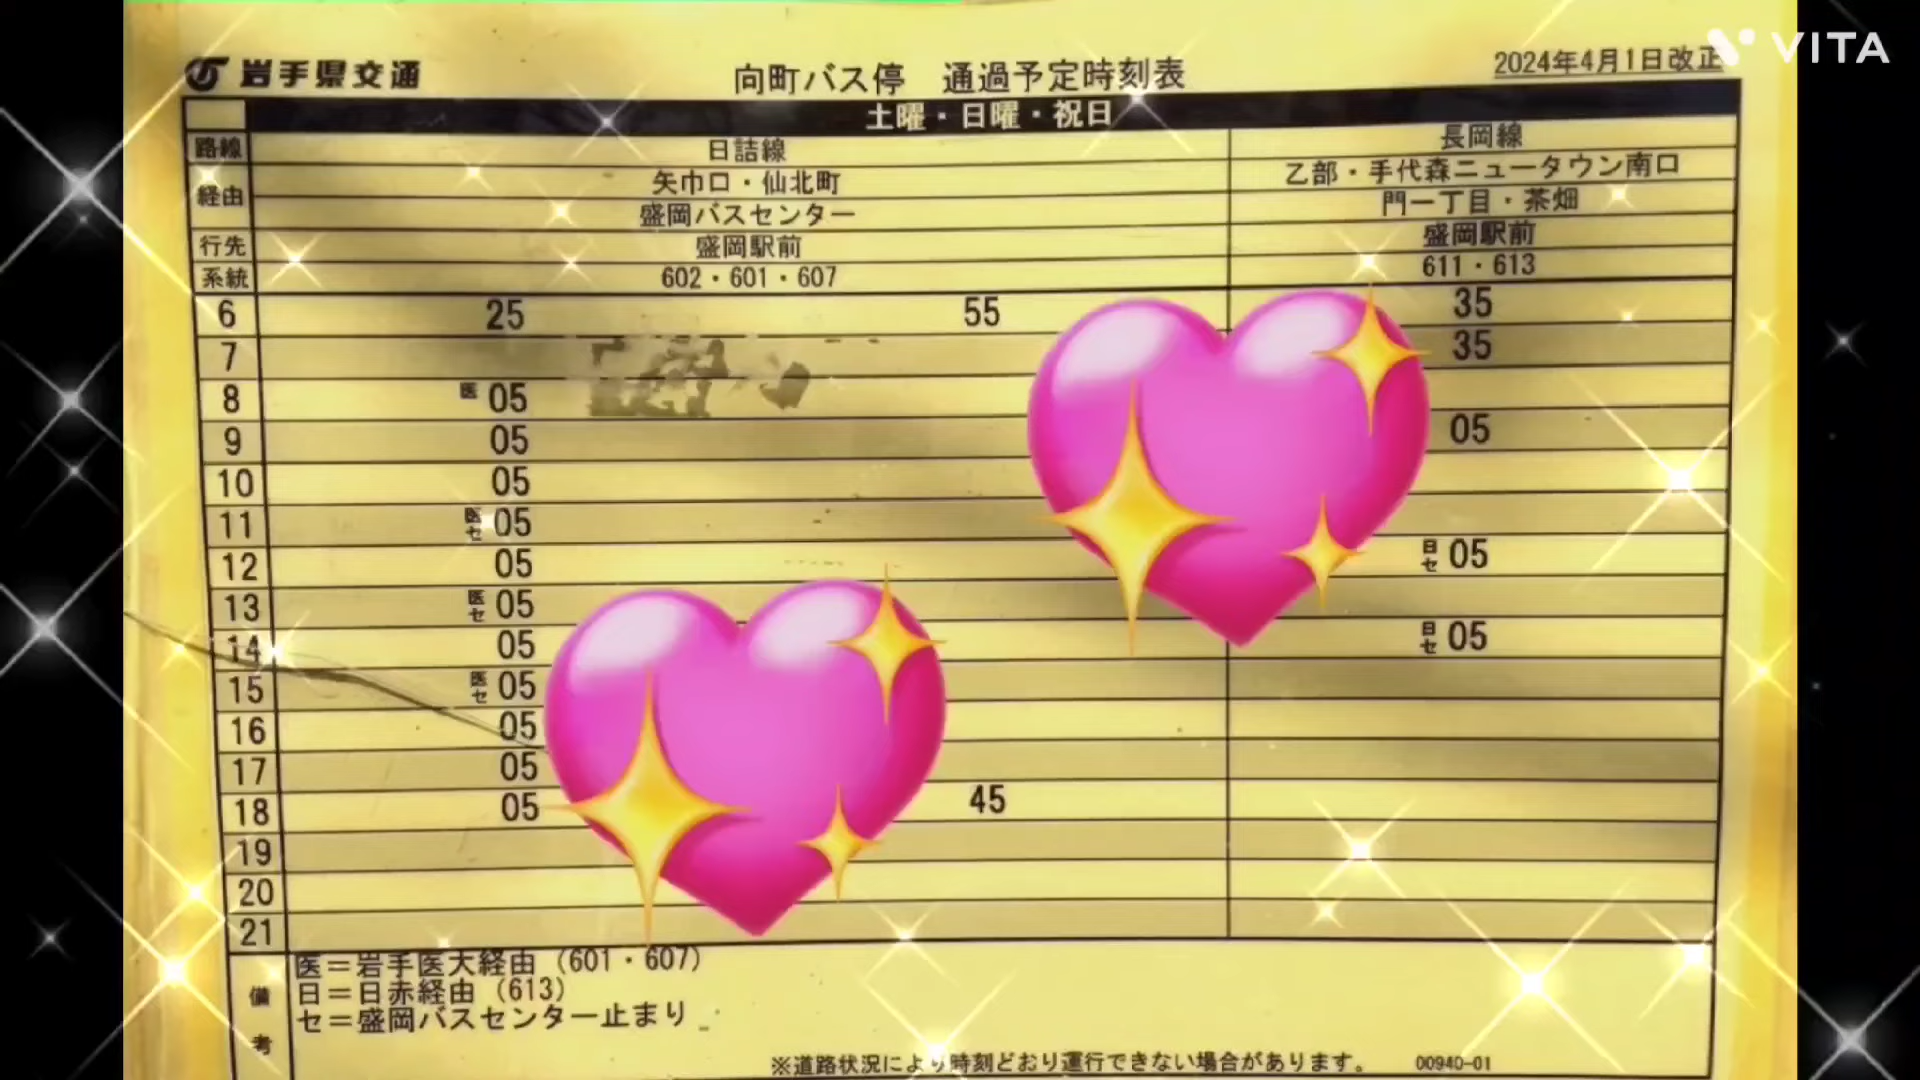 VITA
岩手県交通 向町バス停 通過予定時刻表 2024年4月1日改正
土曜・日曜・祝日
路線 日詰線 長岡線
経由 矢巾口・仙北町 乙部・手代森ニュータウン南口
盛岡バスセンター 門一丁目・茶畑
行先 盛岡駅前 盛岡駅前
系統 602・601・607 611・613
6 25 55 35
7 35
8 医 05
9 05 05
10 05
11 医セ 05
12 05 日セ 05
13 医セ 05
14 05 日セ 05
15 医セ 05
16 05
17 05
18 05 45
19
20
21
備考 医＝岩手医大経由（601・607）
日＝日赤経由（613）
セ＝盛岡バスセンター止まり
※道路状況により時刻どおり運行できない場合があります。 00940-01